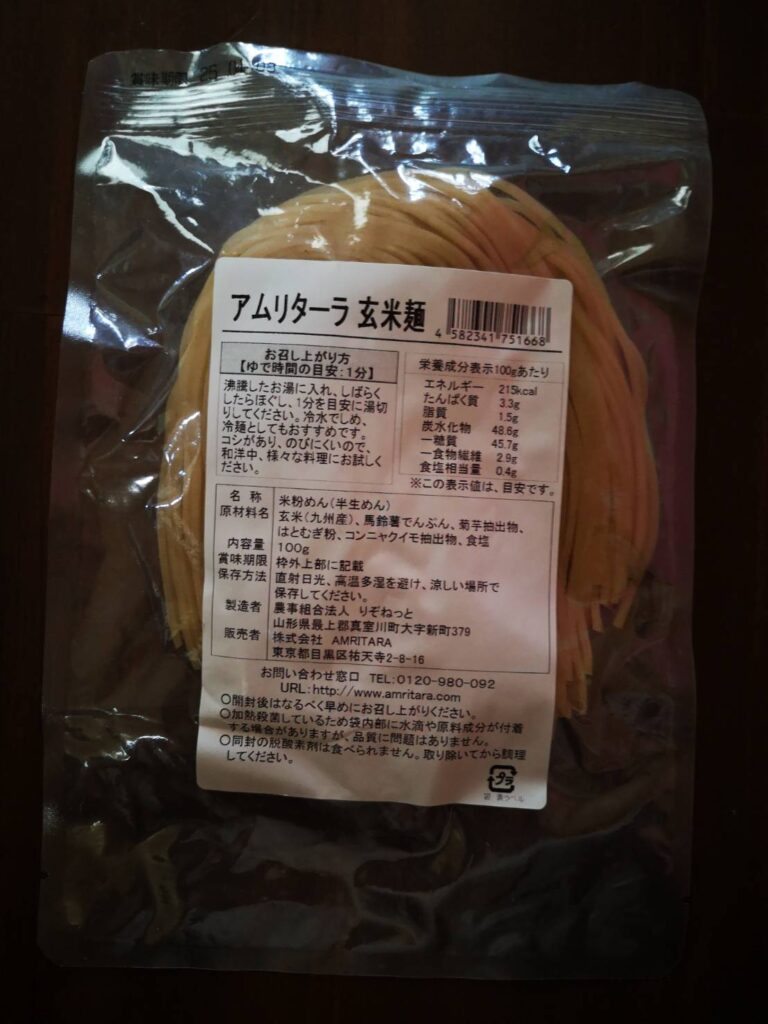 賞味期限 25.04.03
アムリターラ 玄米麺
4 582341 751668
お召し上がり方
【ゆで時間の目安:1分】
沸騰したお湯に入れ、しばらく
したらほぐし、1分を目安に湯切
りしてください。冷水でしめ、
冷麺としてもおすすめです。
コシがあり、のびにくいので、
和洋中、様々な料理にお試しく
ださい。
栄養成分表示100gあたり
エネルギー 215kcal
たんぱく質 3.3g
脂質 1.5g
炭水化物 48.6g
ー糖質 45.7g
ー食物繊維 2.9g
食塩相当量 0.4g
※この表示値は、目安です。
名称 米粉めん(半生めん)
原材料名 玄米(九州産)、馬鈴薯でんぷん、菊芋抽出物、
はとむぎ粉、コンニャクイモ抽出物、食塩
内容量 100g
賞味期限 枠外上部に記載
保存方法 直射日光、高温多湿を避け、涼しい場所で
保存してください。
製造者 農事組合法人 りぞねっと
山形県最上郡真室川町大字新町379
販売者 株式会社 AMRITARA
東京都目黒区祐天寺2-8-16
お問い合わせ窓口 TEL:0120-980-092
URL:http://www.amritara.com
○開封後はなるべく早めにお召し上がりください。
○加熱殺菌しているため袋内部に水滴や原料成分が付着
する場合がありますが、品質に問題はありません。
○同封の脱酸素剤は食べられません。取り除いてから調理
してください。
プラ
袋・表ラベル